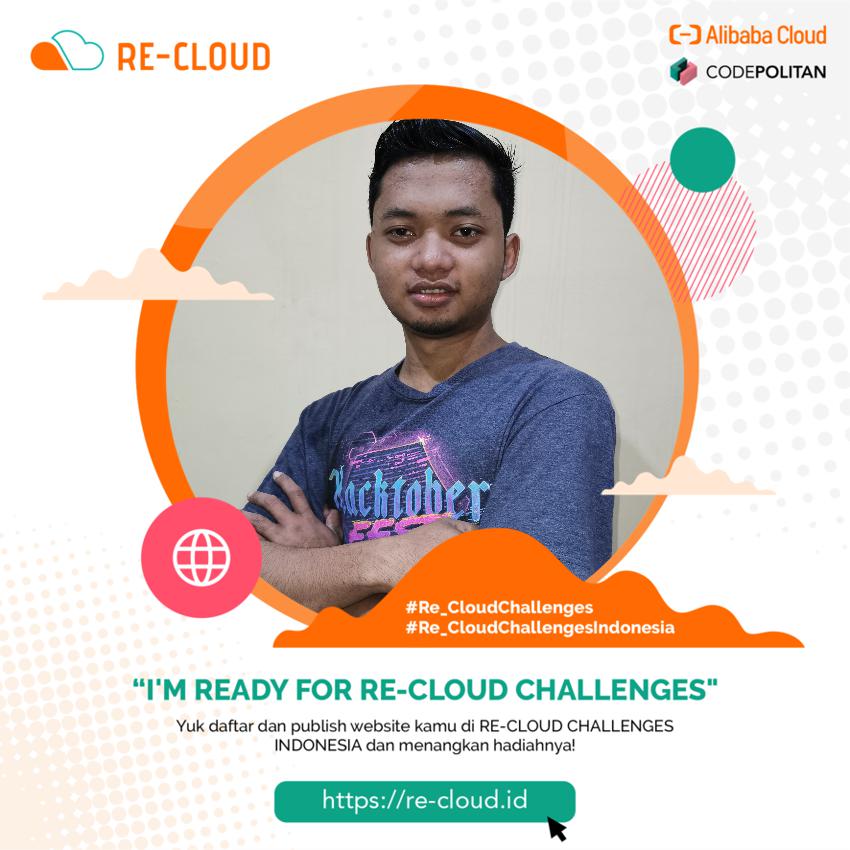 RE-CLOUD
Alibaba Cloud
CODEPOLITAN
Hacktober
#Re_CloudChallenges
#Re_CloudChallengesIndonesia
“I'M READY FOR RE-CLOUD CHALLENGES"
Yuk daftar dan publish website kamu di RE-CLOUD CHALLENGES
INDONESIA dan menangkan hadiahnya!
https://re-cloud.id